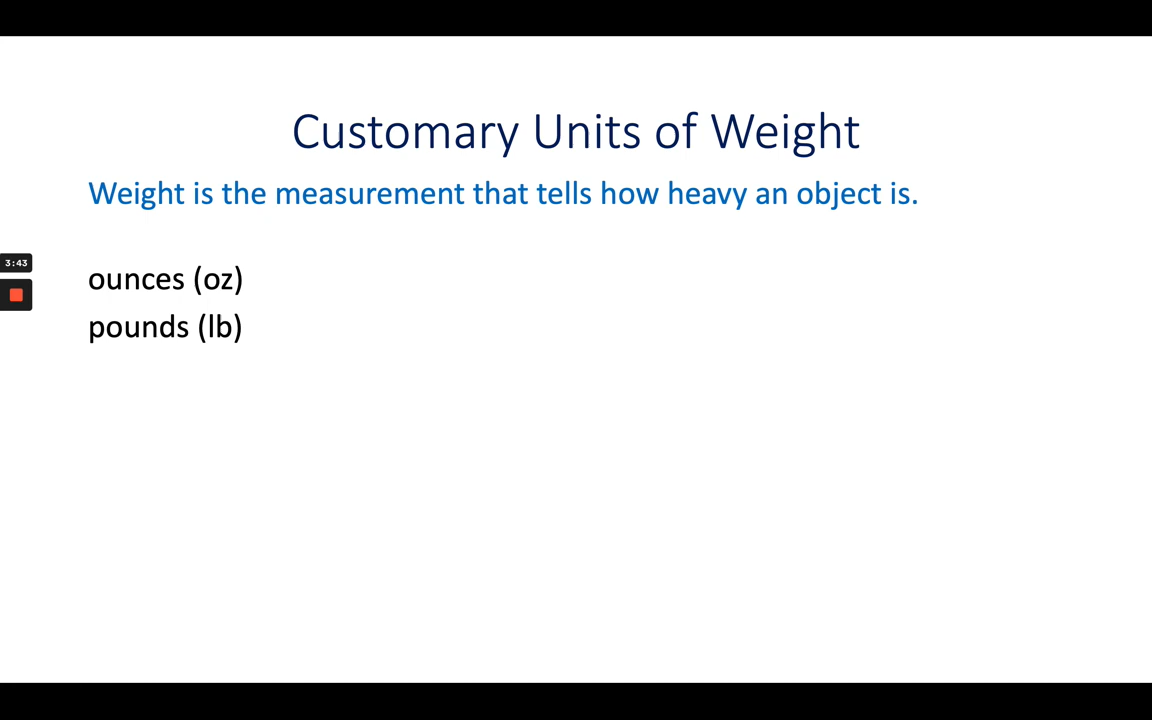 Customary Units of Weight
Weight is the measurement that tells how heavy an object is.
3:43
ounces (oz)
pounds (lb)